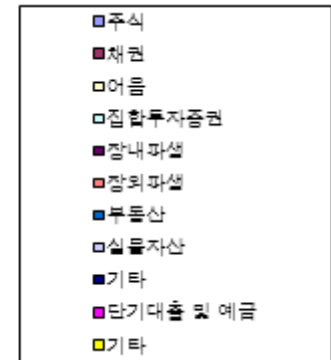 주식
채권
어음
집합투자증권
장내파생
장외파생
부동산
실물자산
기타
단기대출 및 예금
기타